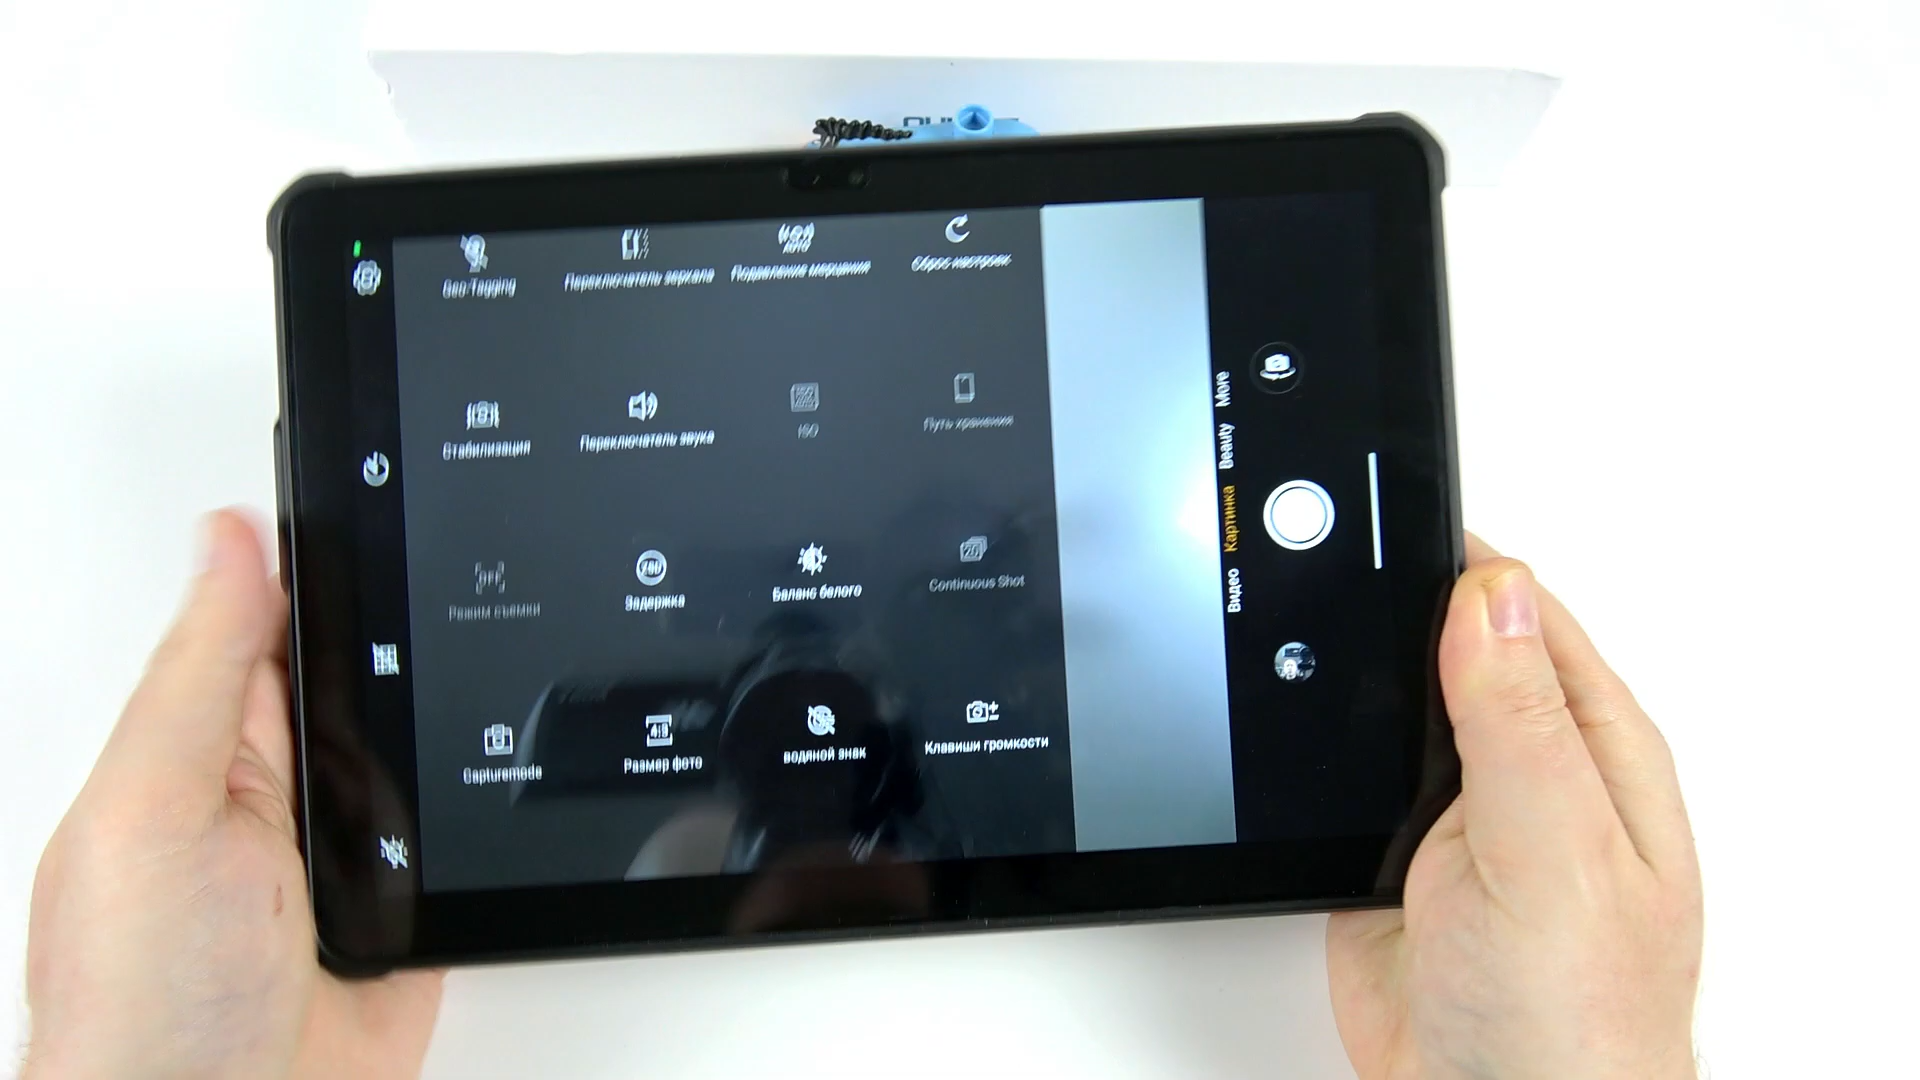 Geo-Tagging
Переключатель зеркала
Подавление мерцания
Сброс настроек
Стабилизация
Переключатель звука
ISO
Путь хранения
Режим съемки
Задержка
Баланс белого
Continuous Shot
Capturemode
Размер фото
водяной знак
Клавиши громкости
Видео Картинка Beauty More